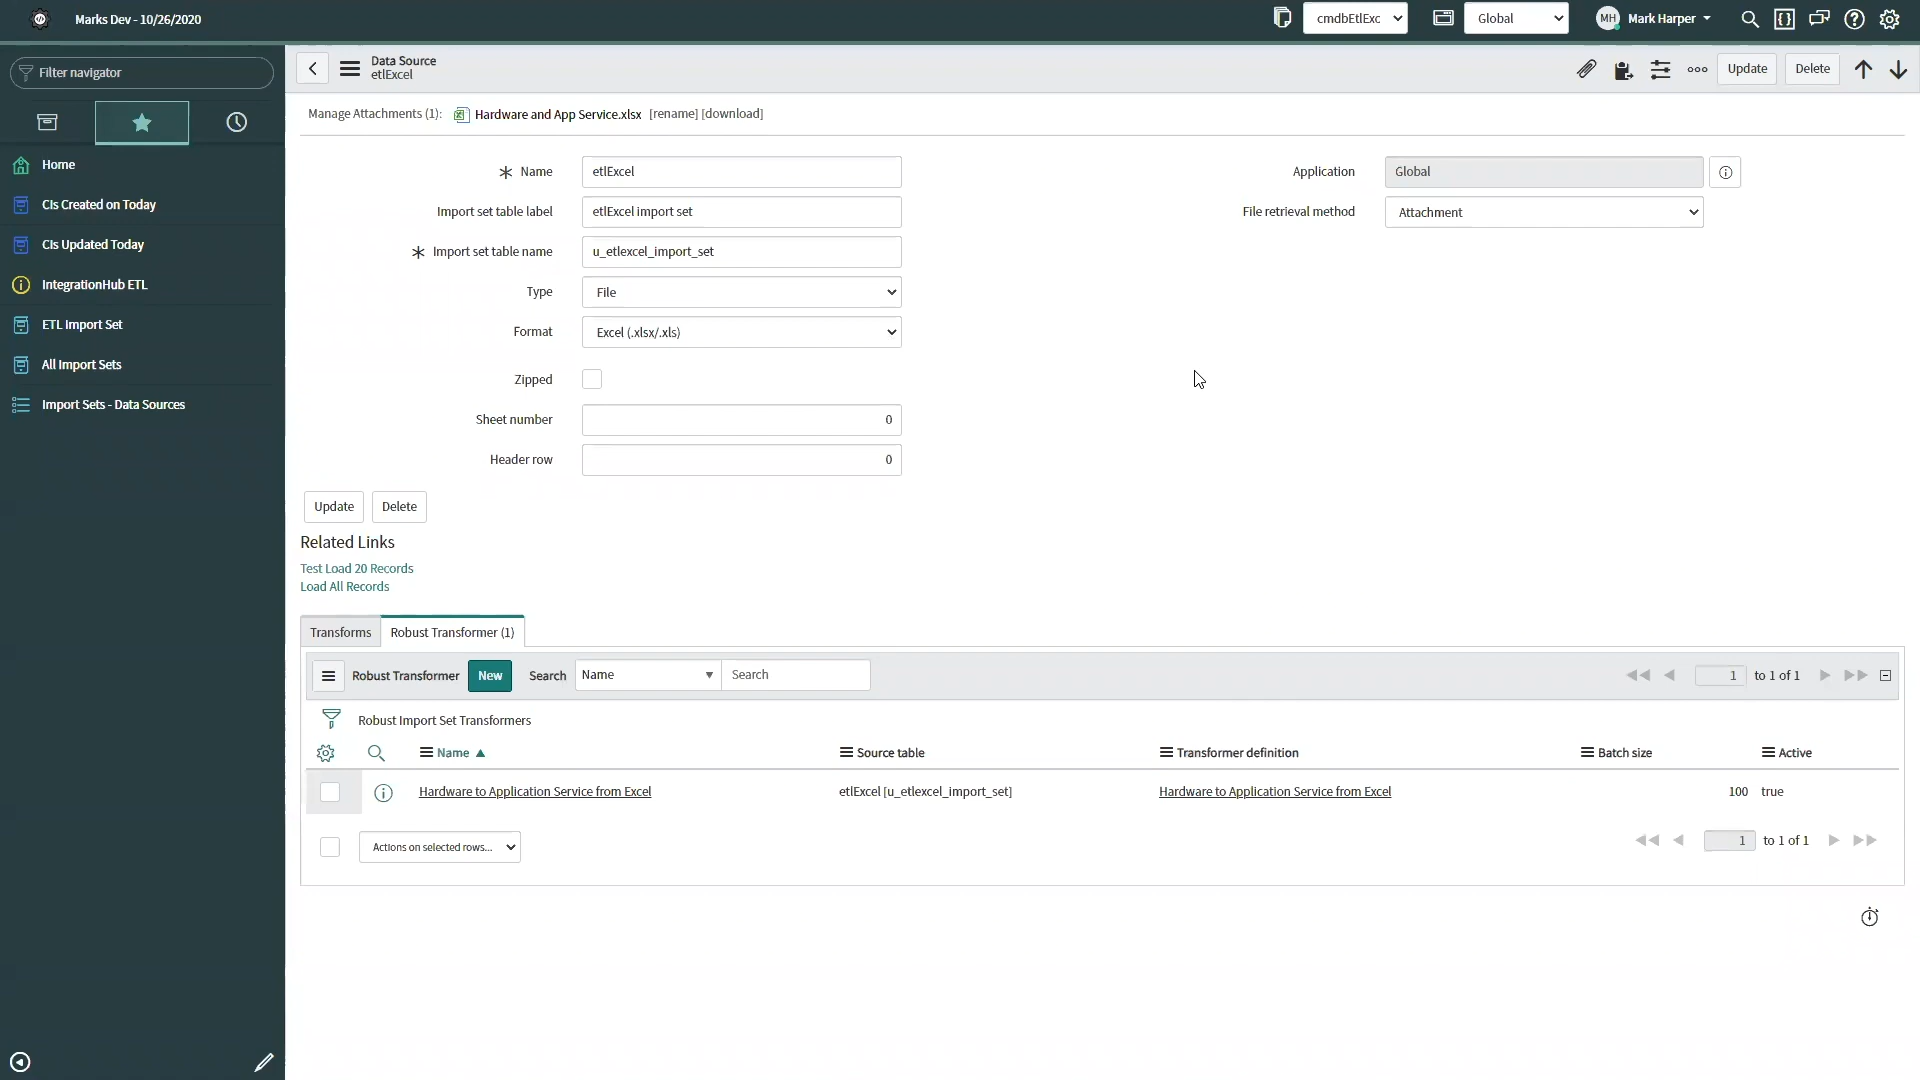 Marks Dev - 10/26/2020
cmdbEtlExc
Global
MH
Mark Harper
Filter navigator
Home
CIs Created on Today
CIs Updated Today
IntegrationHub ETL
ETL Import Set
All Import Sets
Import Sets - Data Sources
Data Source
etlExcel
Update
Delete
Manage Attachments (1): Hardware and App Service.xlsx [rename] [download]
Name etlExcel
Application Global
Import set table label etlExcel import set
File retrieval method Attachment
Import set table name u_etlexcel_import_set
Type File
Format Excel (.xlsx/.xls)
Zipped
Sheet number 0
Header row 0
Update Delete
Related Links
Test Load 20 Records
Load All Records
Transforms Robust Transformer (1)
Robust Transformer New Search Name Search 1 to 1 of 1
Robust Import Set Transformers
Name Source table Transformer definition Batch size Active
Hardware to Application Service from Excel etlExcel [u_etlexcel_import_set] Hardware to Application Service from Excel 100 true
Actions on selected rows... 1 to 1 of 1